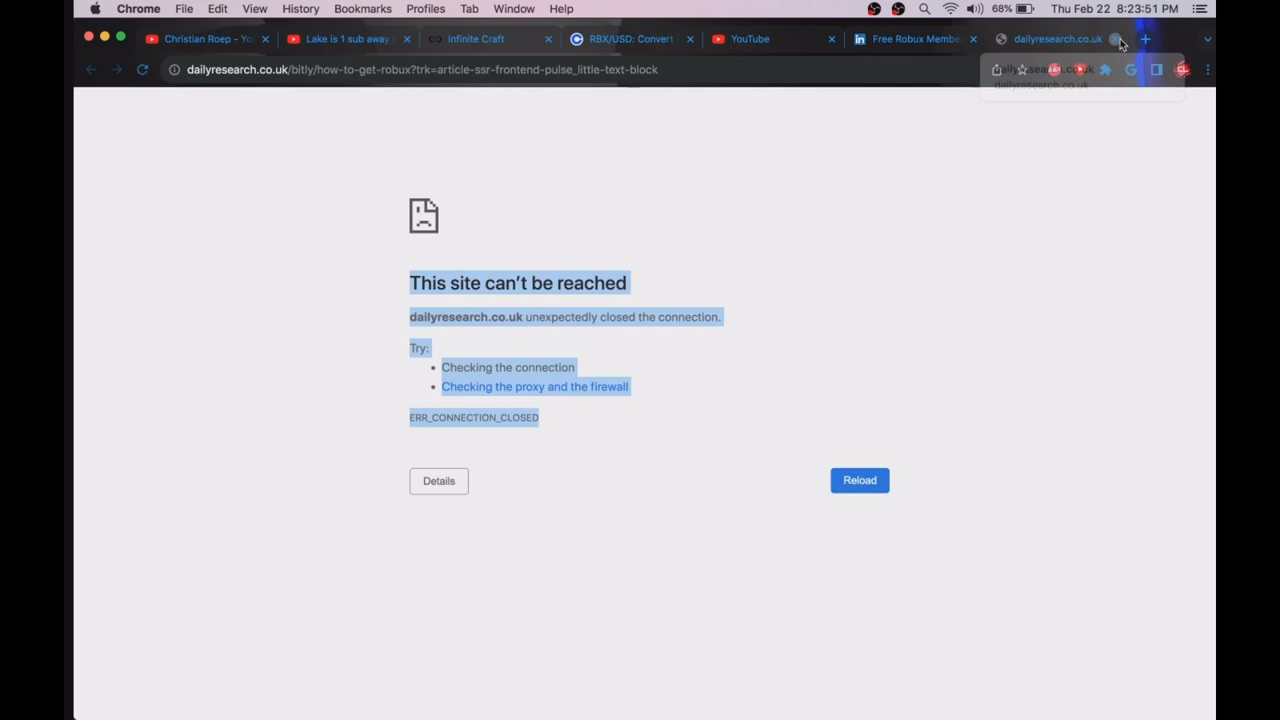 Chrome File Edit View History Bookmarks Profiles Tab Window Help 68% Thu Feb 22 8:23:51 PM
Christian Roep - Yo Lake is 1 sub away Infinite Craft RBX/USD: Convert YouTube Free Robux Membe dailyresearch.co.uk
dailyresearch.co.uk/bitly/how-to-get-robux?trk=article-ssr-frontend-pulse_little-text-block
dailyresearch.co.uk
This site can't be reached
dailyresearch.co.uk unexpectedly closed the connection.
Try:
• Checking the connection
• Checking the proxy and the firewall
ERR_CONNECTION_CLOSED
Details Reload